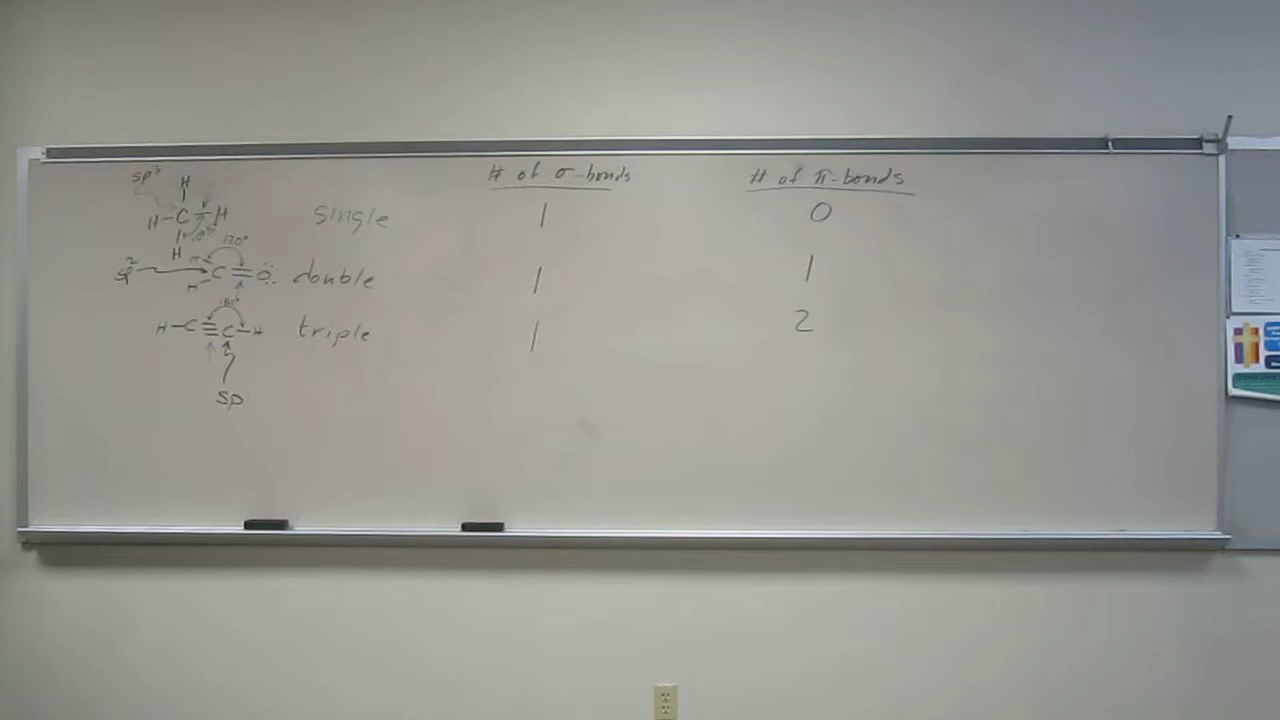 sp³
H
# of σ-bonds
# of π-bonds
H-C-H
single
1
0
109.5°
H
120°
sp²
H
C=Ö:
double
1
1
H
180°
H-C≡C-H
triple
1
2
sp